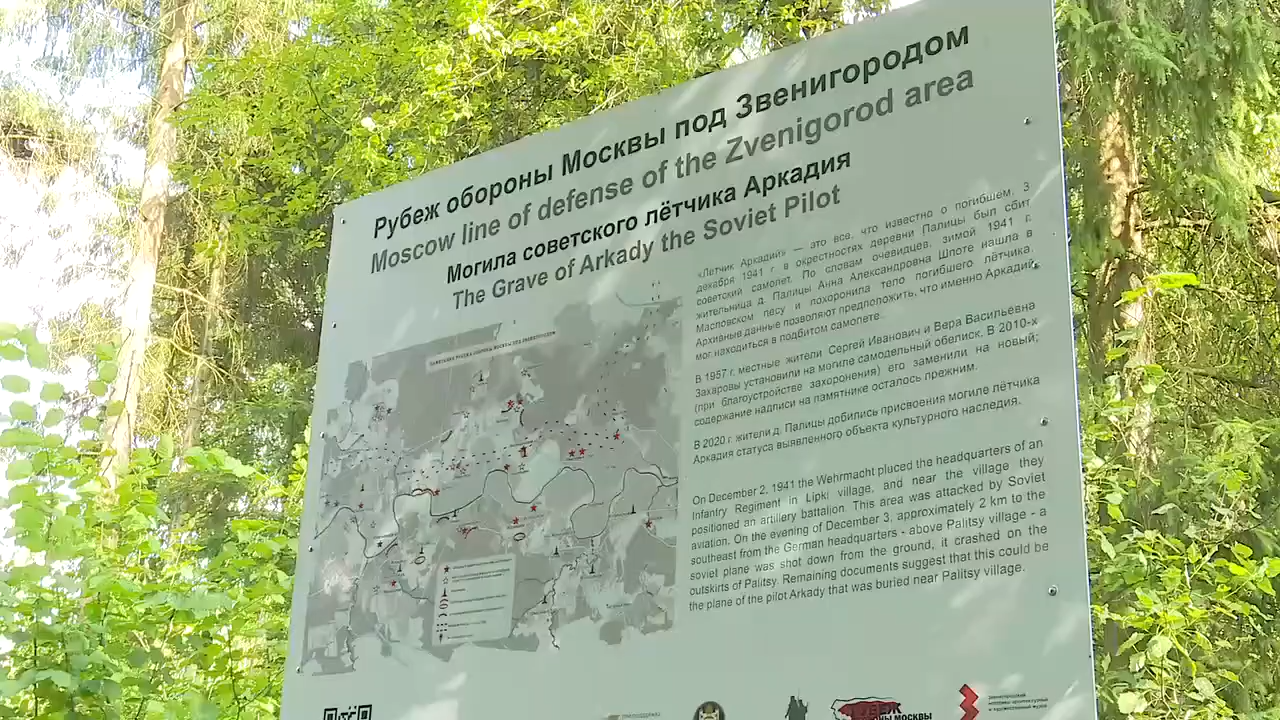 Рубеж обороны Москвы под Звенигородом
Moscow line of defense of the Zvenigorod area
Могила советского лётчика Аркадия
The Grave of Arkady the Soviet Pilot
«Летчик Аркадий» — это все, что известно о погибшем. 3
декабря 1941 г. в окрестностях деревни Палицы был сбит
советский самолет. По словам очевидцев, зимой 1941 г.
жительница д. Палицы Анна Александровна Шпоте нашла в
Масловском лесу и похоронила тело погибшего лётчика.
Архивные данные позволяют предположить, что именно Аркадий
мог находиться в подбитом самолете.
В 1957 г. местные жители Сергей Иванович и Вера Васильевна
Захаровы установили на могиле самодельный обелиск. В 2010-х
(при благоустройстве захоронения) его заменили на новый;
содержание надписи на памятнике осталось прежним.
В 2020 г. жители д. Палицы добились присвоения могиле лётчика
Аркадия статуса выявленного объекта культурного наследия.
On December 2, 1941 the Wehrmacht pluced the headquarters of an
Infantry Regiment in Lipki village, and near the village they
positioned an artillery battalion. This area was attacked by Soviet
aviation. On the evening of December 3, approximately 2 km to the
southeast from the German headquarters - above Palitsy village - a
soviet plane was shot down from the ground, it crashed on the
outskirts of Palitsy. Remaining documents suggest that this could be
the plane of the pilot Arkady that was buried near Palitsy village.
РУБЕЖ